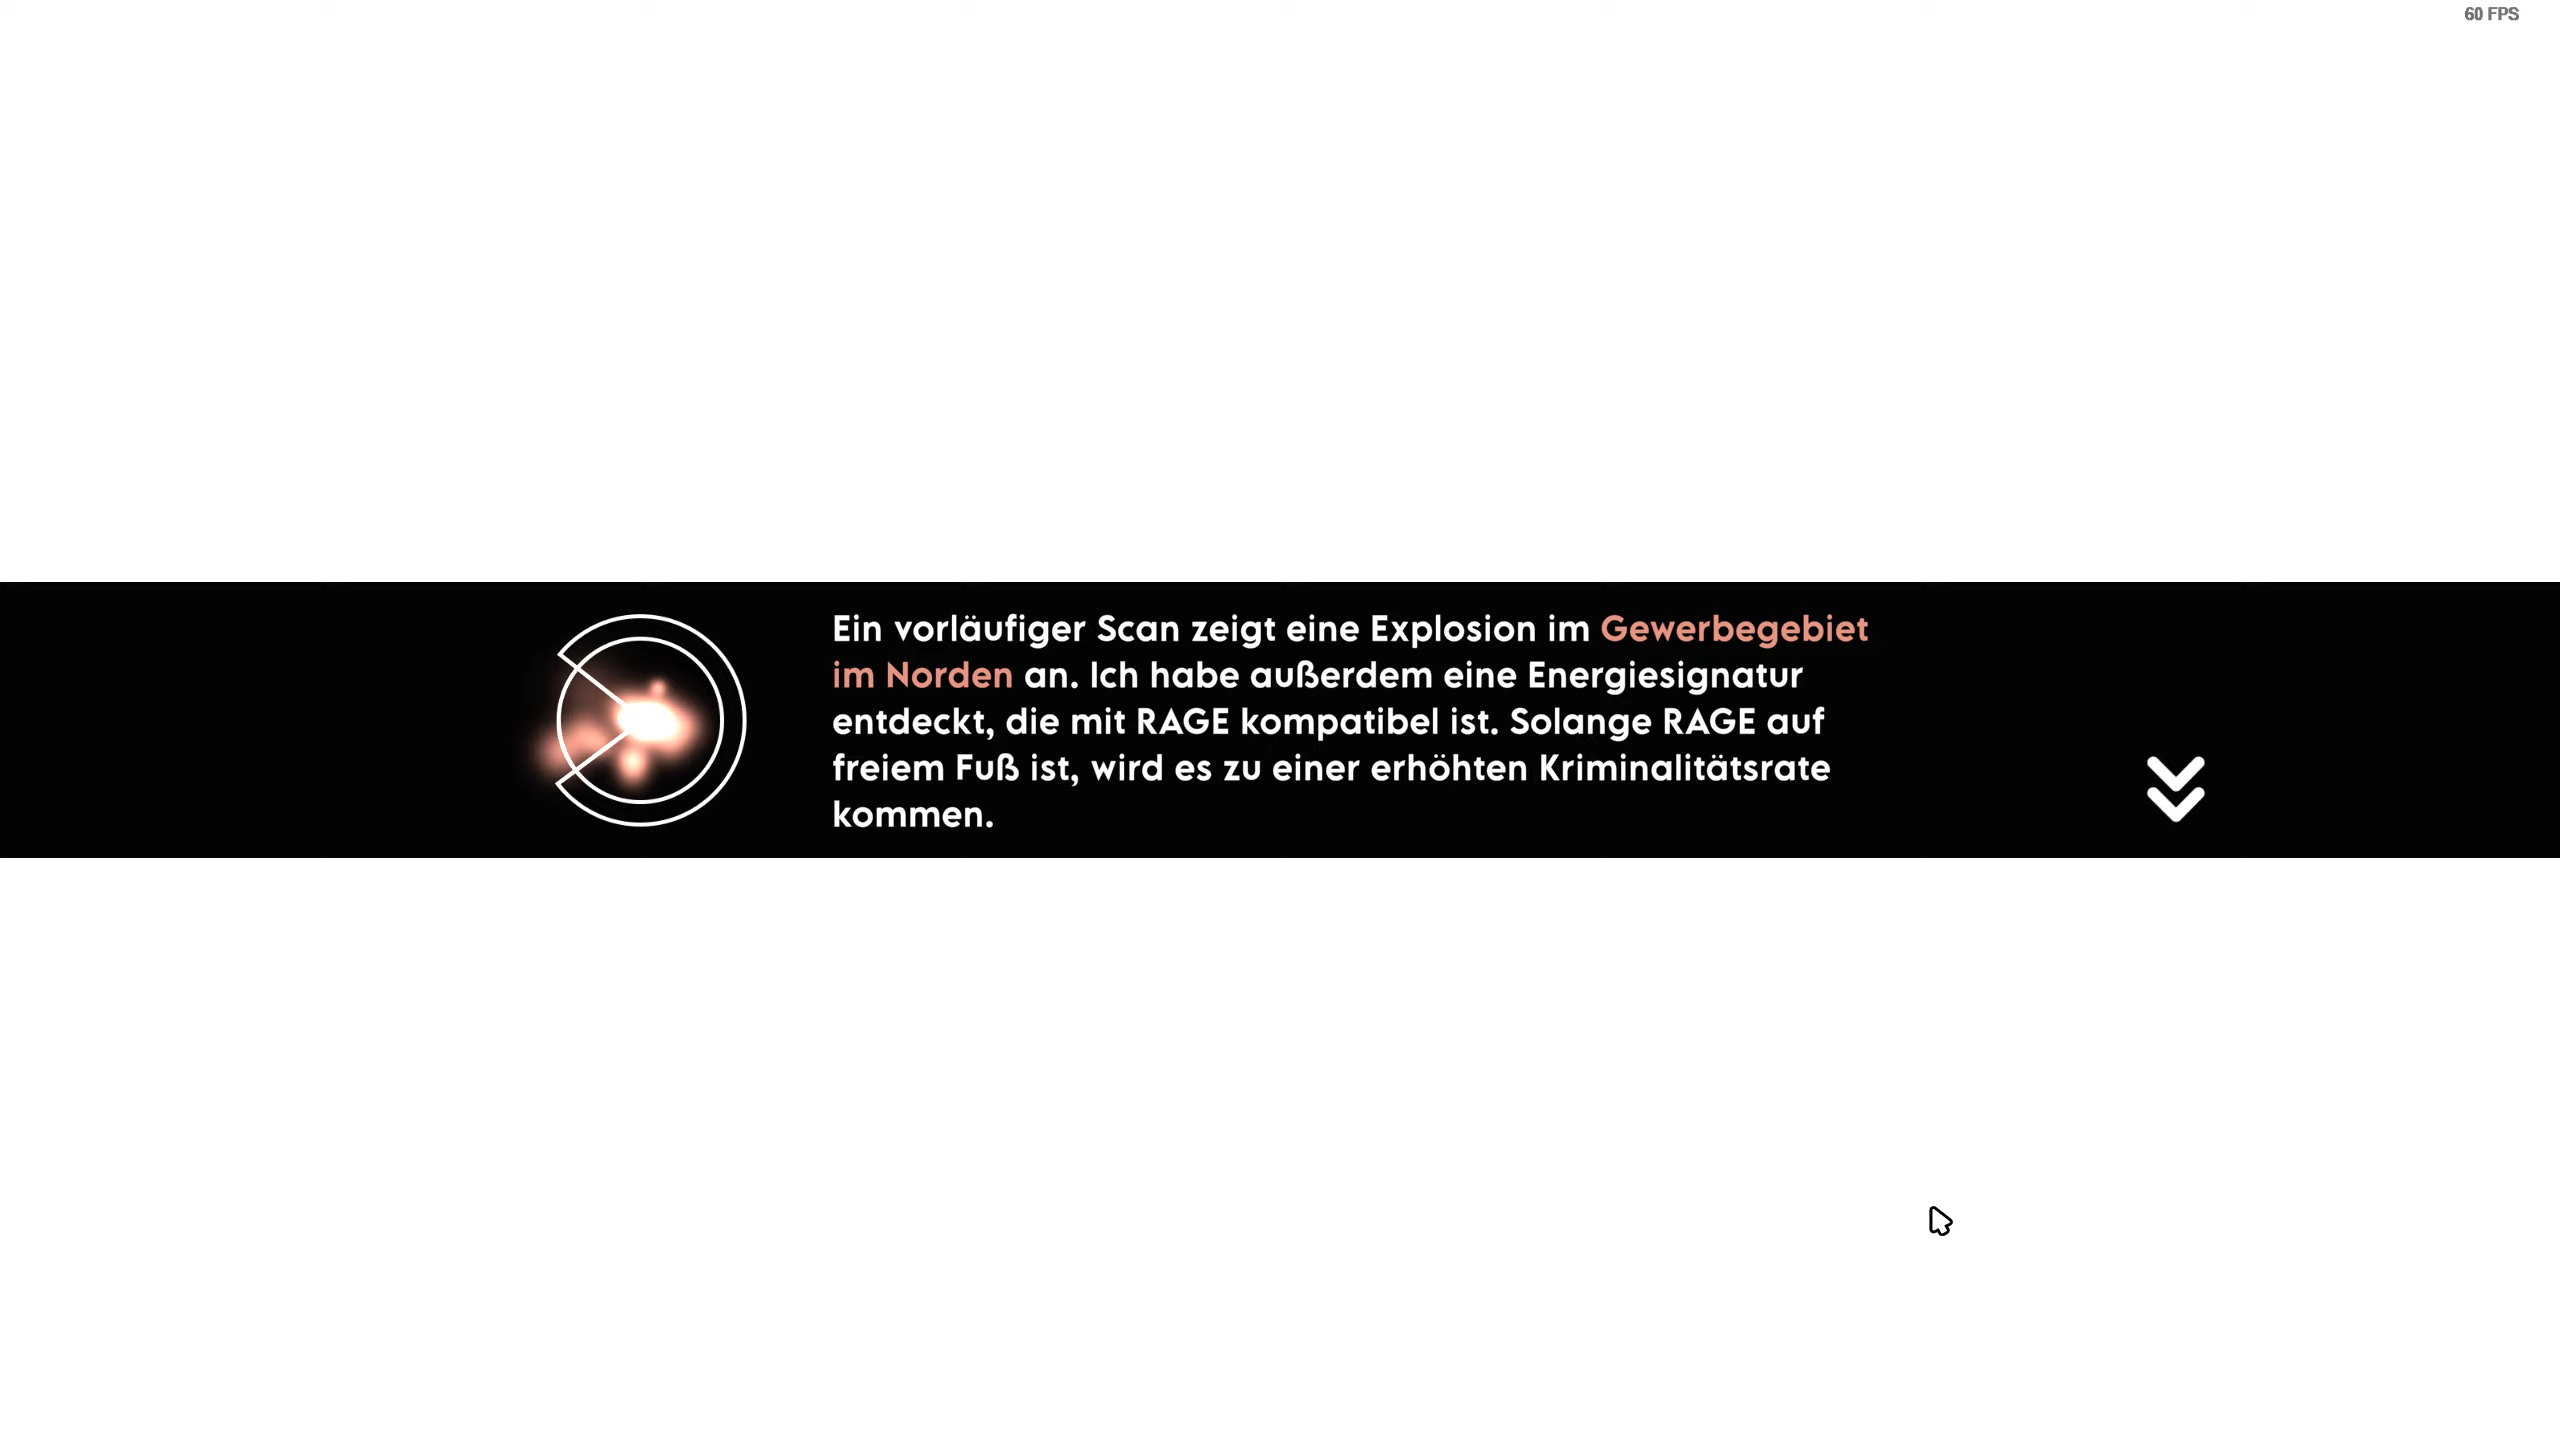 60 FPS
Ein vorläufiger Scan zeigt eine Explosion im Gewerbegebiet
im Norden an. Ich habe außerdem eine Energiesignatur
entdeckt, die mit RAGE kompatibel ist. Solange RAGE auf
freiem Fuß ist, wird es zu einer erhöhten Kriminalitätsrate
kommen.